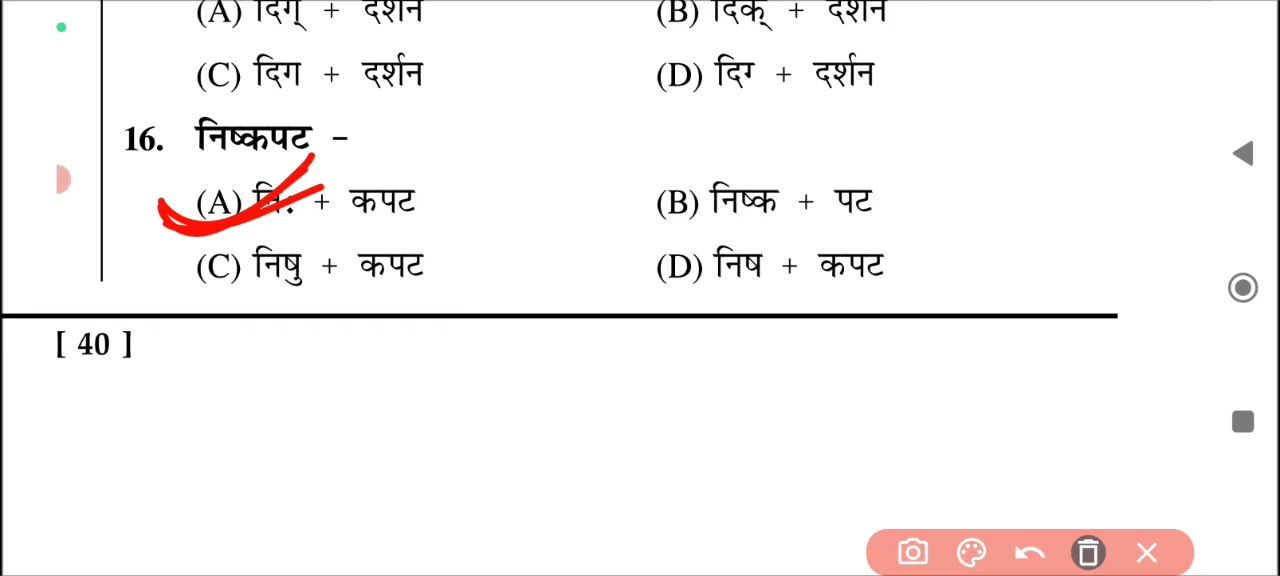 (A) दिग् + दर्शन (B) दिक् + दर्शन
(C) दिग + दर्शन (D) दिग + दर्शन
16. निष्कपट –
(A) नि: + कपट (B) निष्क + पट
(C) निषु + कपट (D) निष + कपट
[ 40 ]